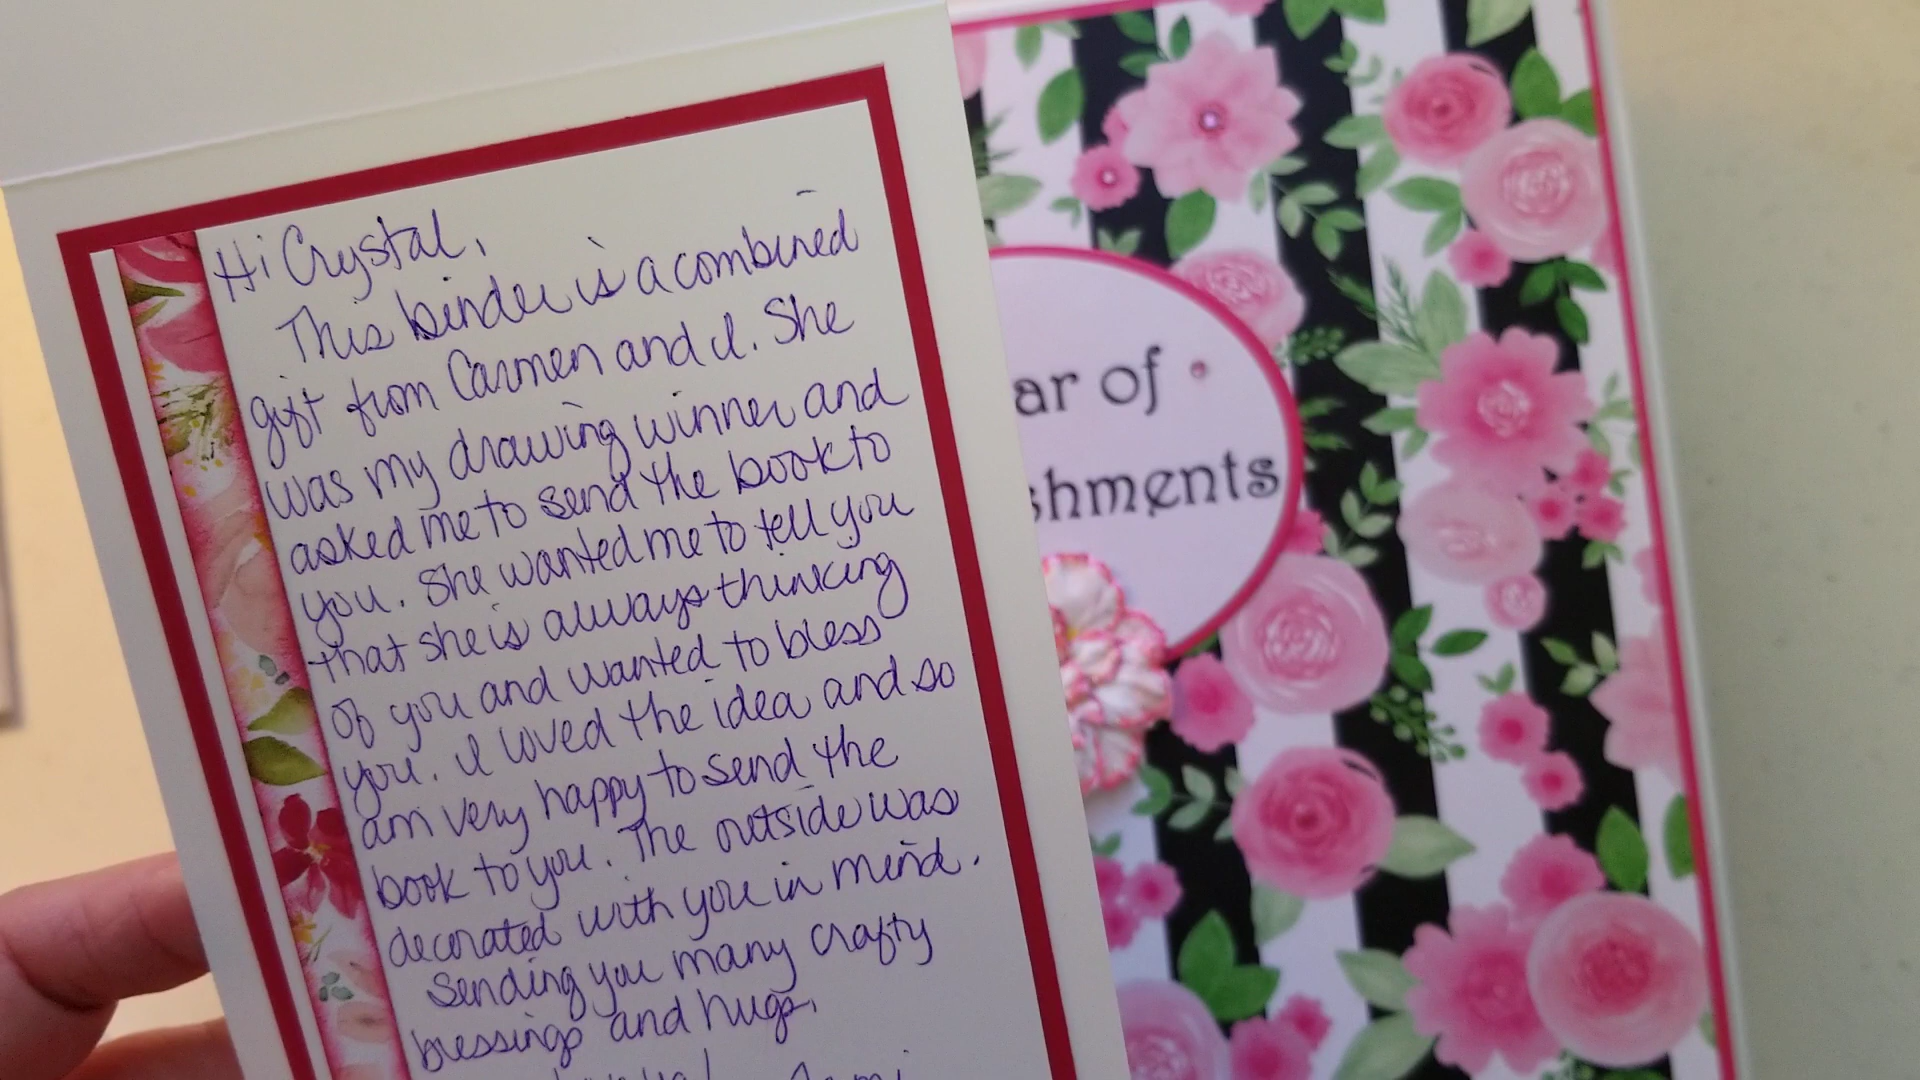 Hi Crystal,
This binder is a combined
gift from Carmen and I. She
was my drawing winner and
asked me to send the book to
you. She wanted me to tell you
that she is always thinking
of you and wanted to bless
you. I loved the idea and so
am very happy to send the
book to you. The outside was
decorated with you in mind.
Sending you many crafty
blessings and hugs,
ar of
shments